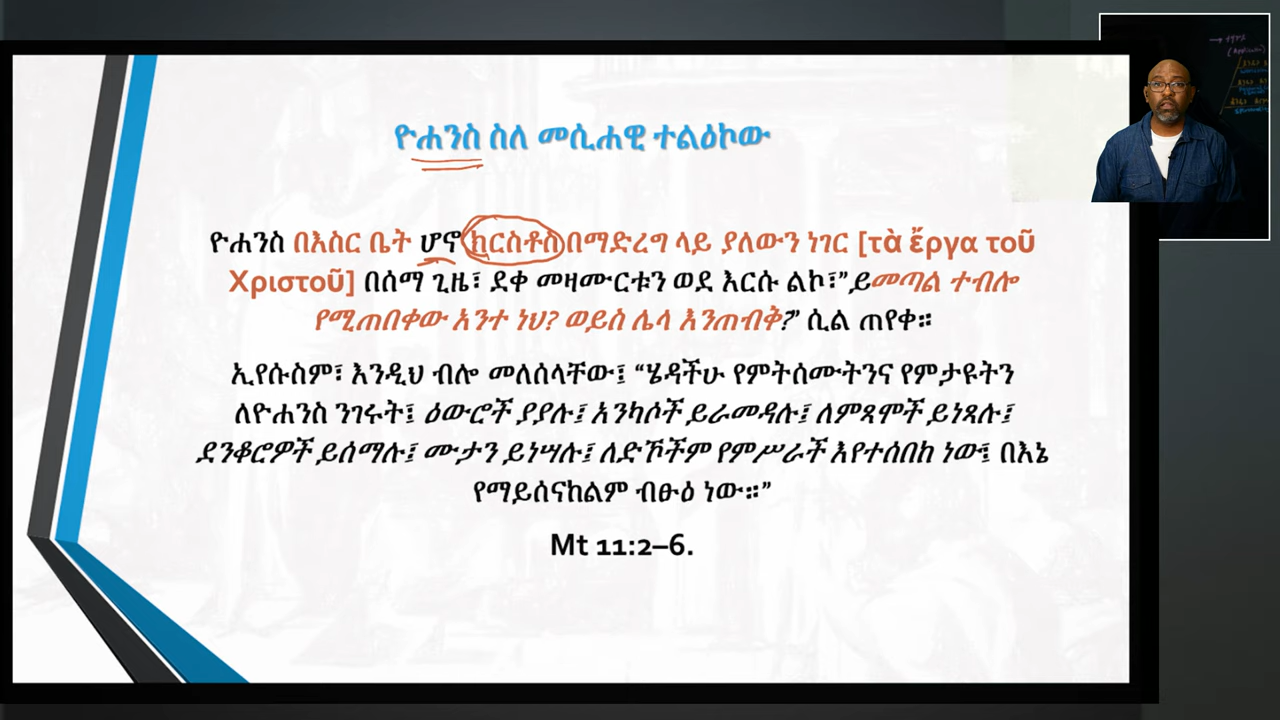 ዮሐንስ ስለ መሲሐዊ ተልዕኮው
ዮሐንስ በእስር ቤት ሆኖ ክርስቶስ በማድረግ ላይ ያለውን ነገር [τὰ ἔργα τοῦ
Χριστοῦ] በሰማ ጊዜ፣ ደቀ መዛሙርቱን ወደ እርሱ ልኮ፣”ይመጣል ተብሎ
የሚጠበቀው አንተ ነህ? ወይስ ሌላ እንጠብቅ?” ሲል ጠየቀ።
ኢየሱስም፣ እንዲህ ብሎ መለሰላቸው፤ “ሄዳችሁ የምትሰሙትንና የምታዩትን
ለዮሐንስ ንገሩት፤ ዕውሮች ያያሉ፤ አንካሶች ይራመዳሉ፤ ለምጻሞች ይነጻሉ፤
ደንቆሮዎች ይሰማሉ፤ ሙታን ይነሣሉ፤ ለድኾችም የምሥራች እየተሰበከ ነው፤ በእኔ
የማይሰናከልም ብፁዕ ነው።”
Mt 11:2–6.